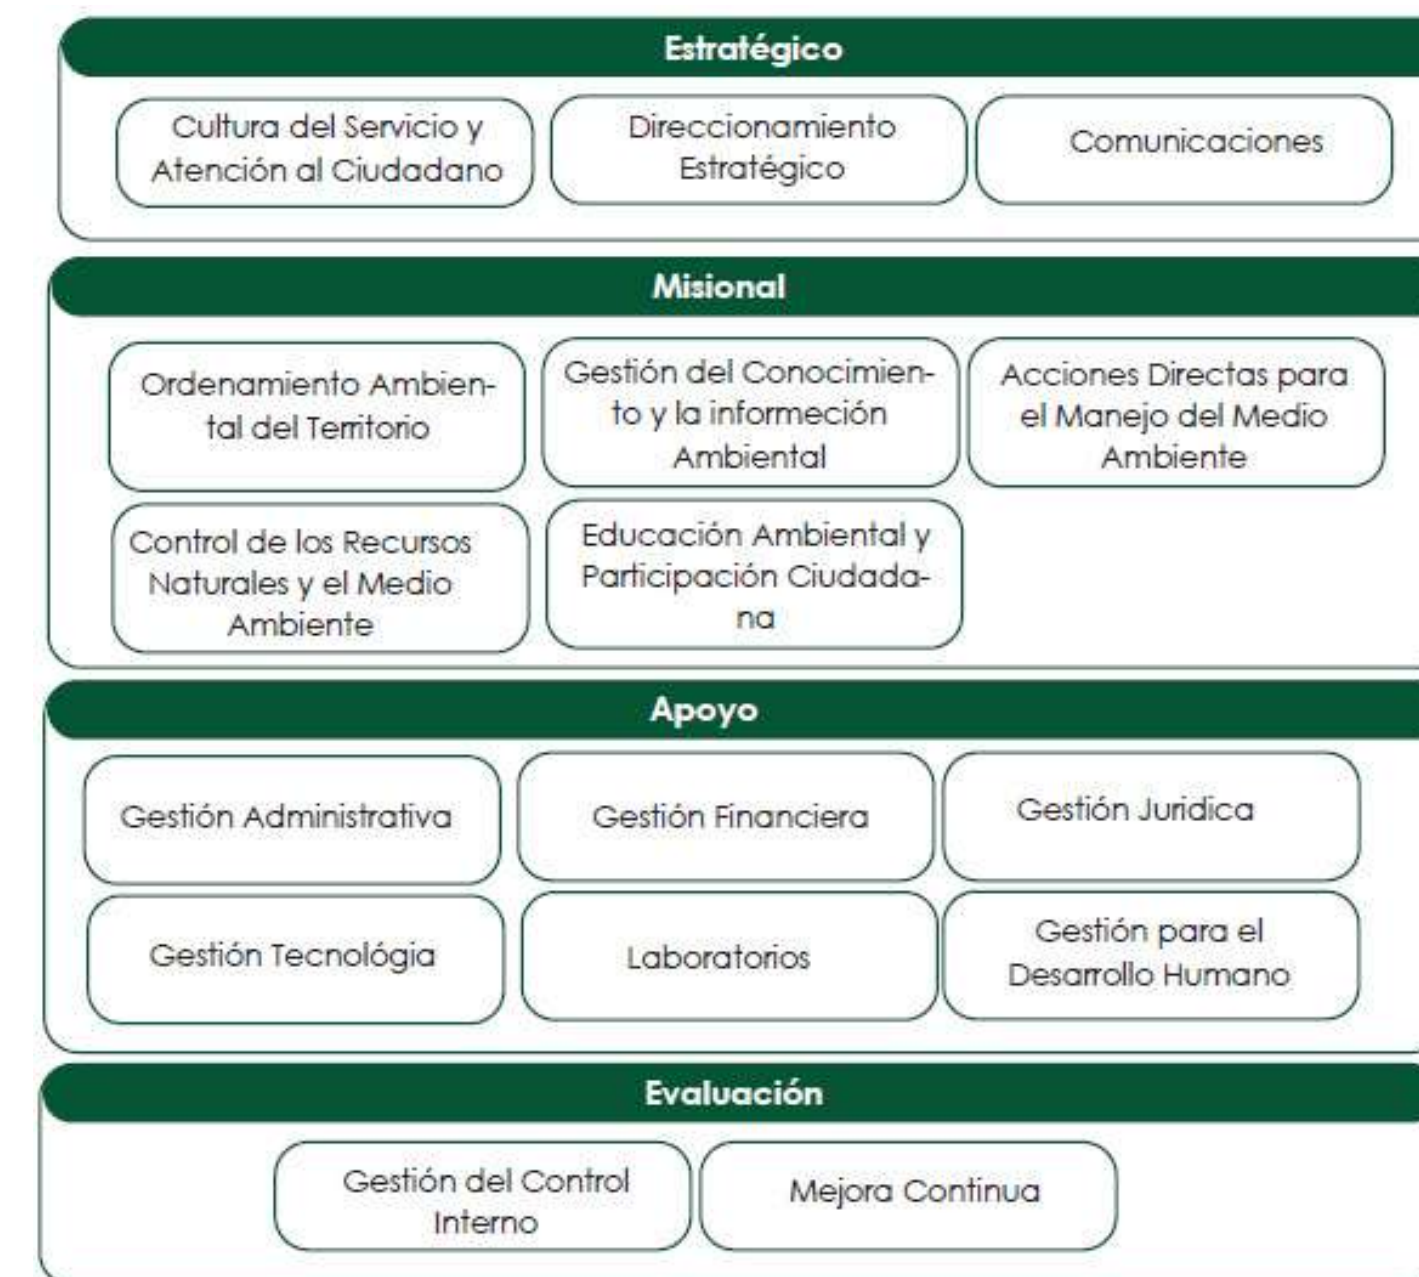 Estratégico
Cultura del Servicio y
Atención al Ciudadano
Direccionamiento
Estratégico
Comunicaciones
Misional
Ordenamiento Ambien-
tal del Territorio
Gestión del Conocimien-
to y la informeción
Ambiental
Acciones Directas para
el Manejo del Medio
Ambiente
Control de los Recursos
Naturales y el Medio
Ambiente
Educación Ambiental y
Participación Ciudada-
na
Apoyo
Gestión Administrativa
Gestión Financiera
Gestión Juridica
Gestión Tecnológia
Laboratorios
Gestión para el
Desarrollo Humano
Evaluación
Gestión del Control
Interno
Mejora Continua